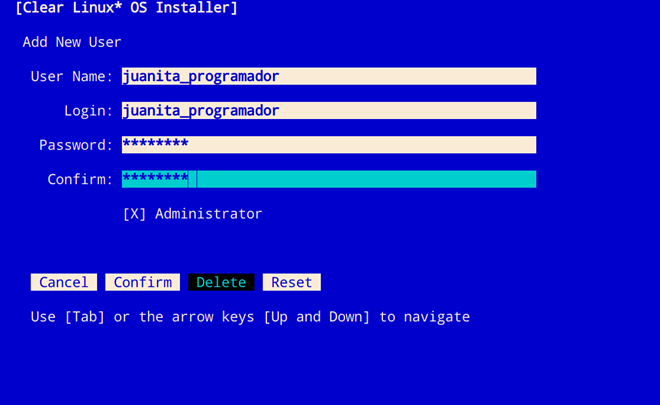 [Clear Linux* OS Installer]
Add New User
User Name: juanita_programador
Login: juanita_programador
Password: ********
Confirm: ********
[X] Administrator
Cancel Confirm Delete Reset
Use [Tab] or the arrow keys [Up and Down] to navigate